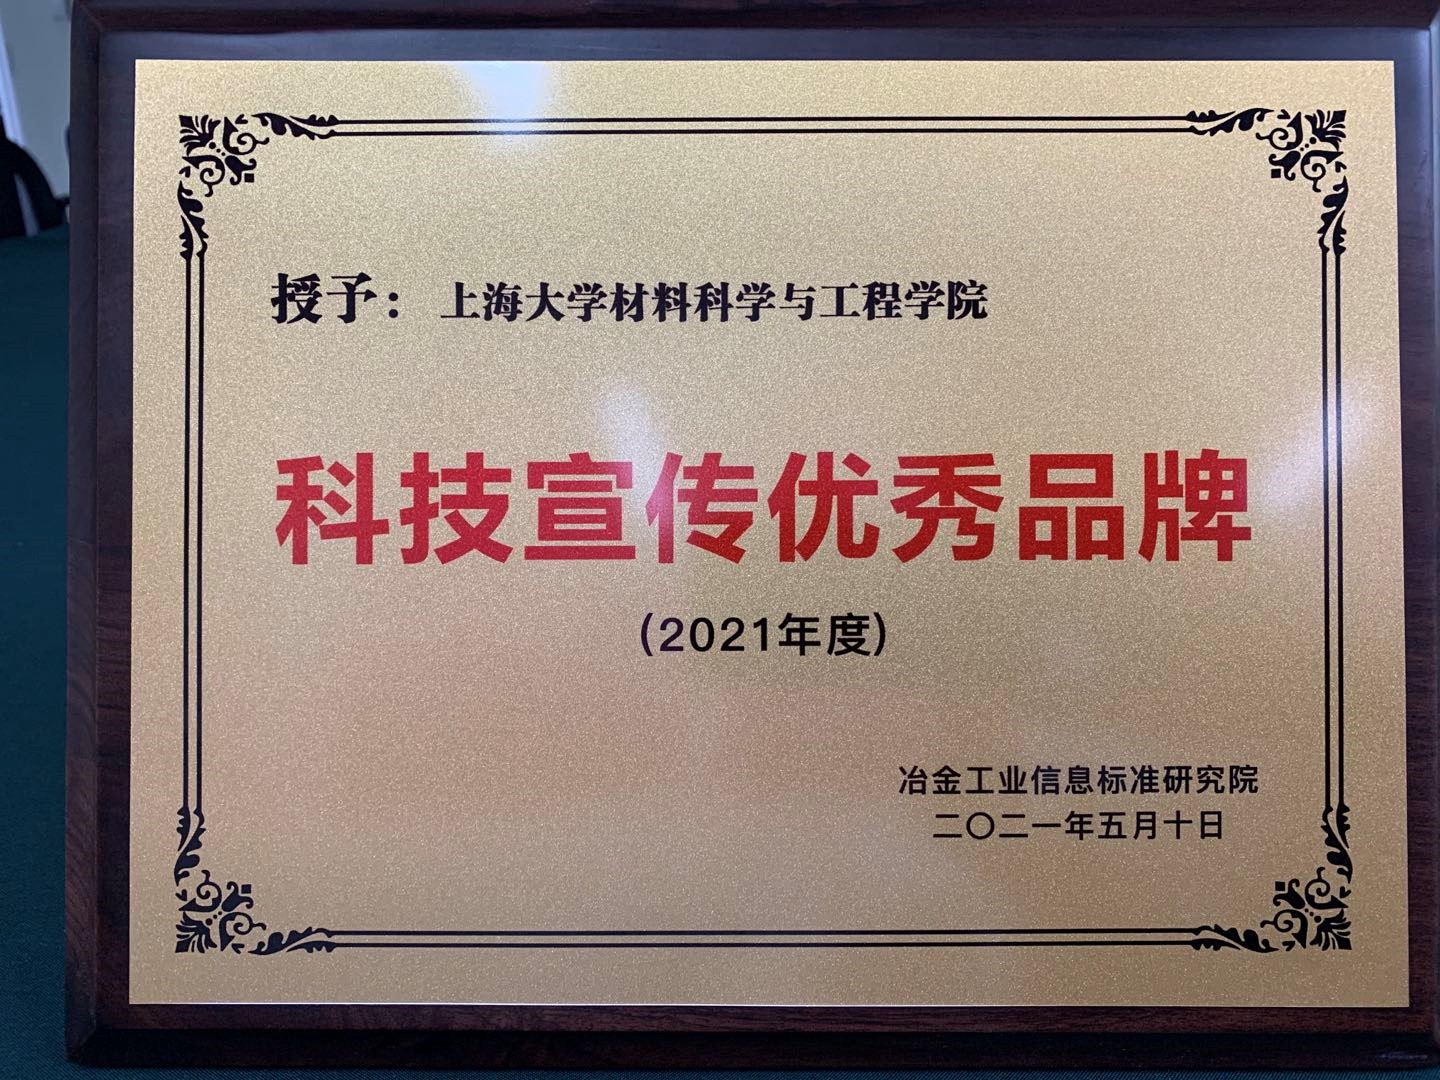 授予：上海大学材料科学与工程学院
科技宣传优秀品牌
(2021年度)
冶金工业信息标准研究院
二〇二一年五月十日